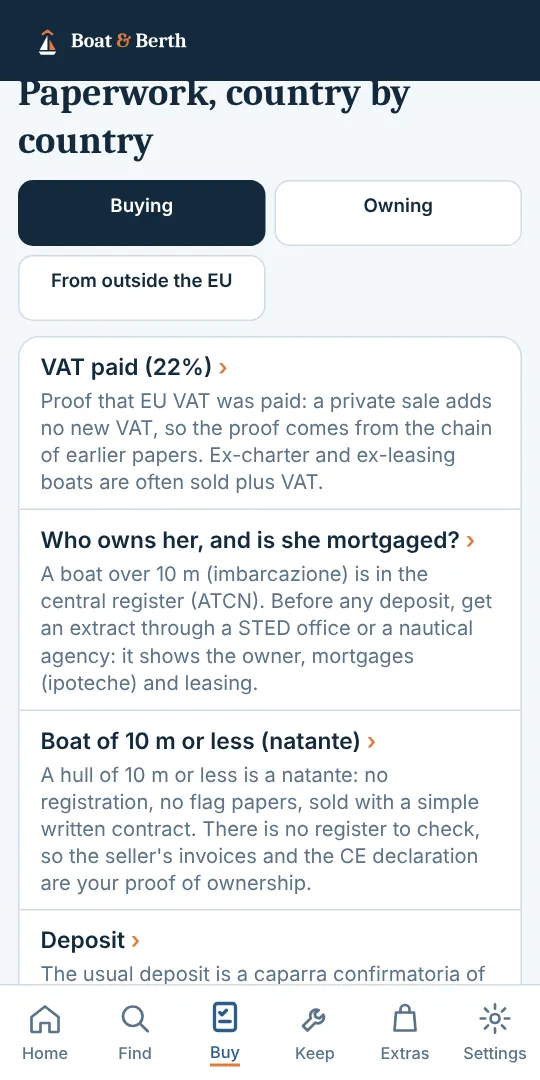 Boat & Berth
Paperwork, country by
country
Buying
Owning
From outside the EU
VAT paid (22%) ›
Proof that EU VAT was paid: a private sale adds
no new VAT, so the proof comes from the chain
of earlier papers. Ex-charter and ex-leasing
boats are often sold plus VAT.
Who owns her, and is she mortgaged? ›
A boat over 10 m (imbarcazione) is in the
central register (ATCN). Before any deposit, get
an extract through a STED office or a nautical
agency: it shows the owner, mortgages
(ipoteche) and leasing.
Boat of 10 m or less (natante) ›
A hull of 10 m or less is a natante: no
registration, no flag papers, sold with a simple
written contract. There is no register to check,
so the seller's invoices and the CE declaration
are your proof of ownership.
Deposit ›
The usual deposit is a caparra confirmatoria of
Home
Find
Buy
Keep
Extras
Settings